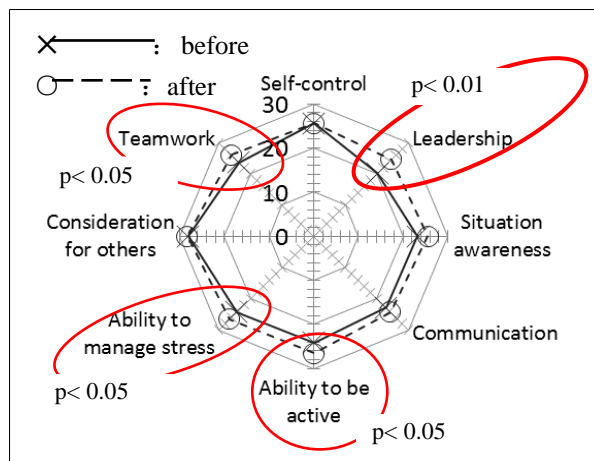 : before
: after
Self-control
p< 0.01
30
Teamwork
Leadership
20
p< 0.05
10
Consideration
for others
0
Situation
awareness
Ability to
manage stress
Communication
p< 0.05
Ability to be
active
p< 0.05